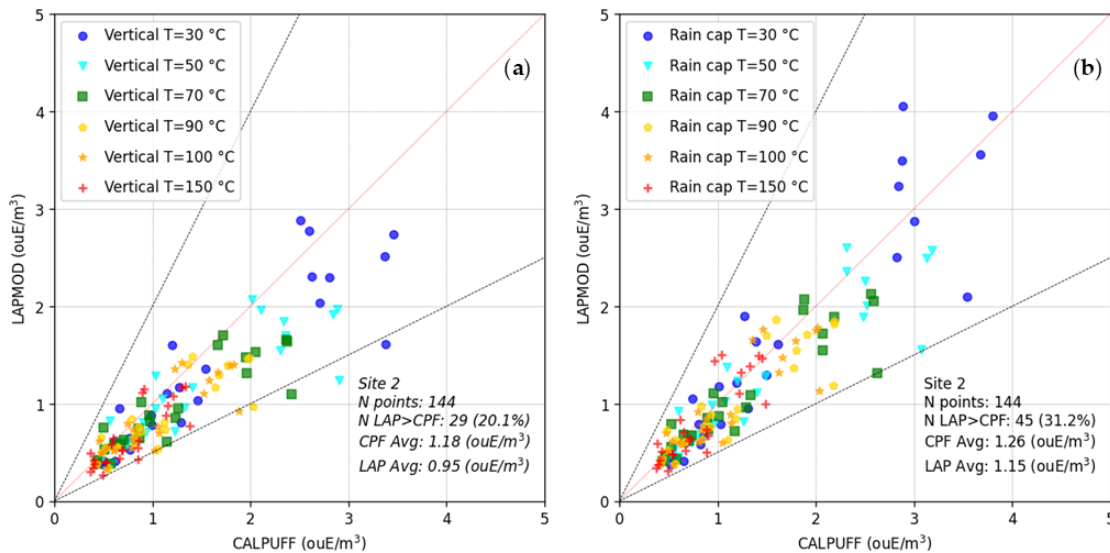 Vertical T=30 °C
Vertical T=50 °C
Vertical T=70 °C
Vertical T=90 °C
Vertical T=100 °C
Vertical T=150 °C
(a)
5
4
3
2
1
0
LAPMOD (ouE/m³)
Site 2
N points: 144
N LAP>CPF: 29 (20.1%)
CPF Avg: 1.18 (ouE/m³)
LAP Avg: 0.95 (ouE/m³)
0 1 2 3 4 5
CALPUFF (ouE/m³)
Rain cap T=30 °C
Rain cap T=50 °C
Rain cap T=70 °C
Rain cap T=90 °C
Rain cap T=100 °C
Rain cap T=150 °C
(b)
5
4
3
2
1
0
LAPMOD (ouE/m³)
Site 2
N points: 144
N LAP>CPF: 45 (31.2%)
CPF Avg: 1.26 (ouE/m³)
LAP Avg: 1.15 (ouE/m³)
0 1 2 3 4 5
CALPUFF (ouE/m³)